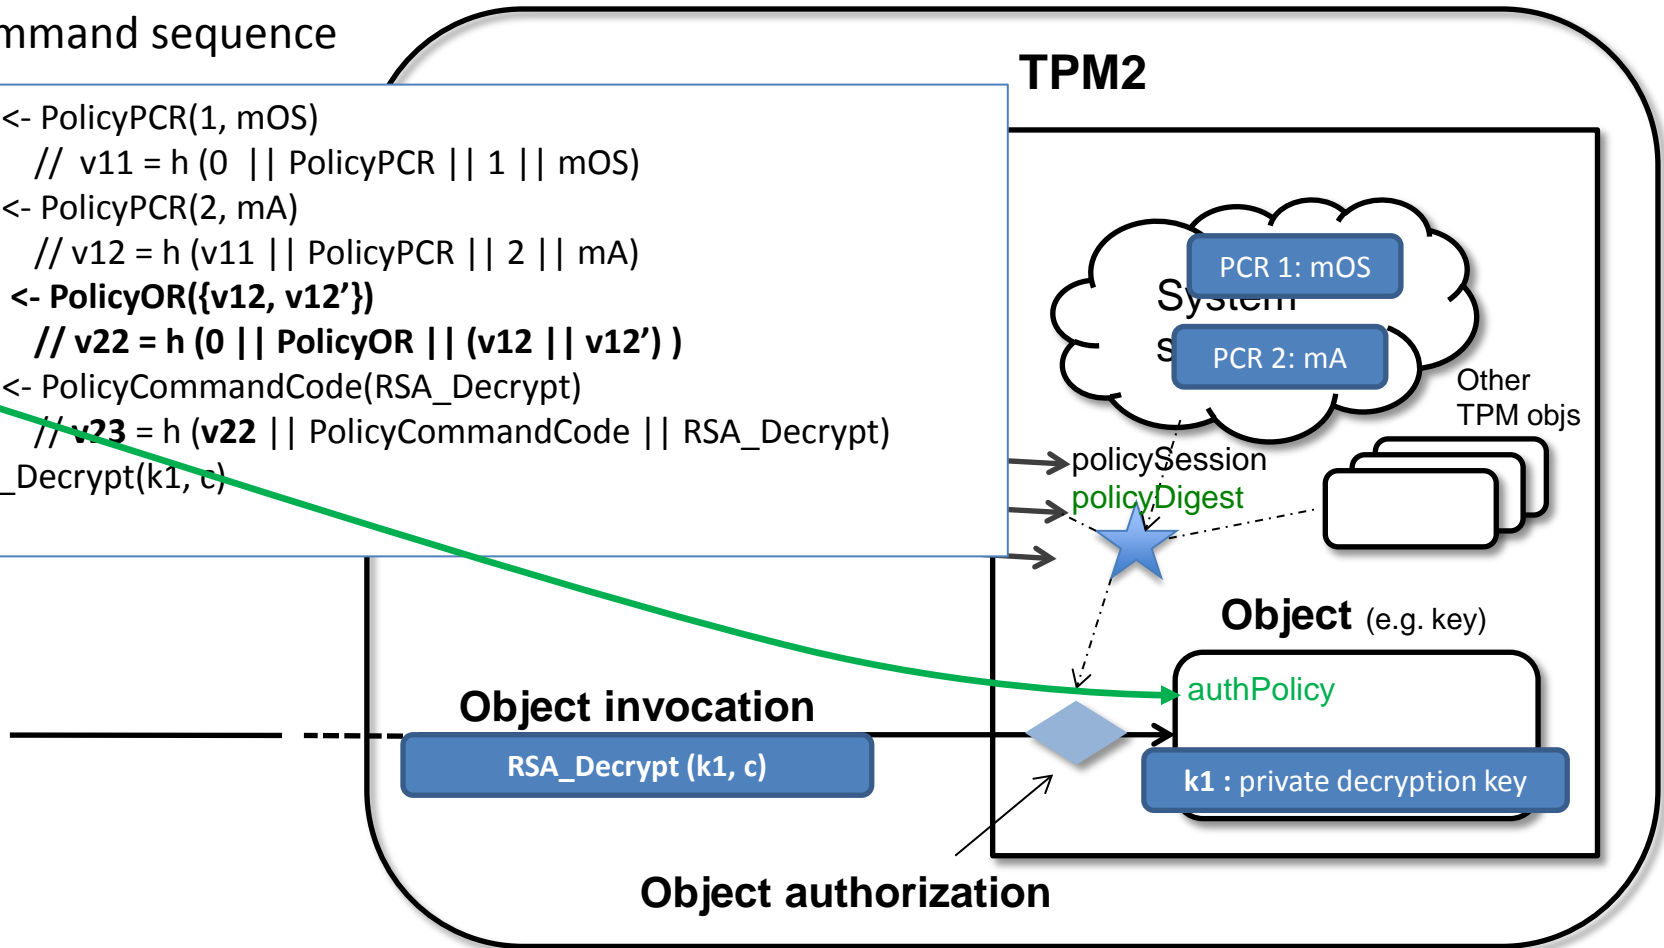 mmand sequence
TPM2
<- PolicyPCR(1, mOS)
// v11 = h (0 || PolicyPCR || 1 || mOS)
<- PolicyPCR(2, mA)
// v12 = h (v11 || PolicyPCR || 2 || mA)
<- PolicyOR({v12, v12’})
// v22 = h (0 || PolicyOR || (v12 || v12’) )
<- PolicyCommandCode(RSA_Decrypt)
// v23 = h (v22 || PolicyCommandCode || RSA_Decrypt)
_Decrypt(k1, c)
PCR 1: mOS
System
s
PCR 2: mA
Other
TPM objs
policySession
policyDigest
Object (e.g. key)
authPolicy
Object invocation
RSA_Decrypt (k1, c)
k1 : private decryption key
Object authorization